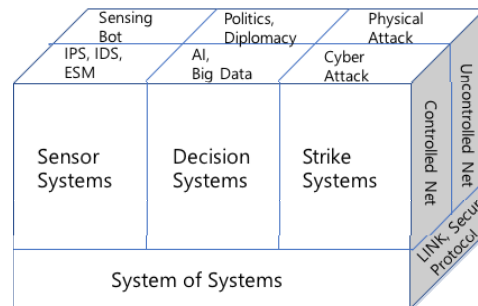 Sensing
Bot
Politics,
Diplomacy
Physical
Attack
IPS, IDS,
ESM
AI,
Big Data
Cyber
Attack
Sensor
Systems
Decision
Systems
Strike
Systems
Controlled Net
Uncontrolled Net
System of Systems
LINK, Secur
Protocol